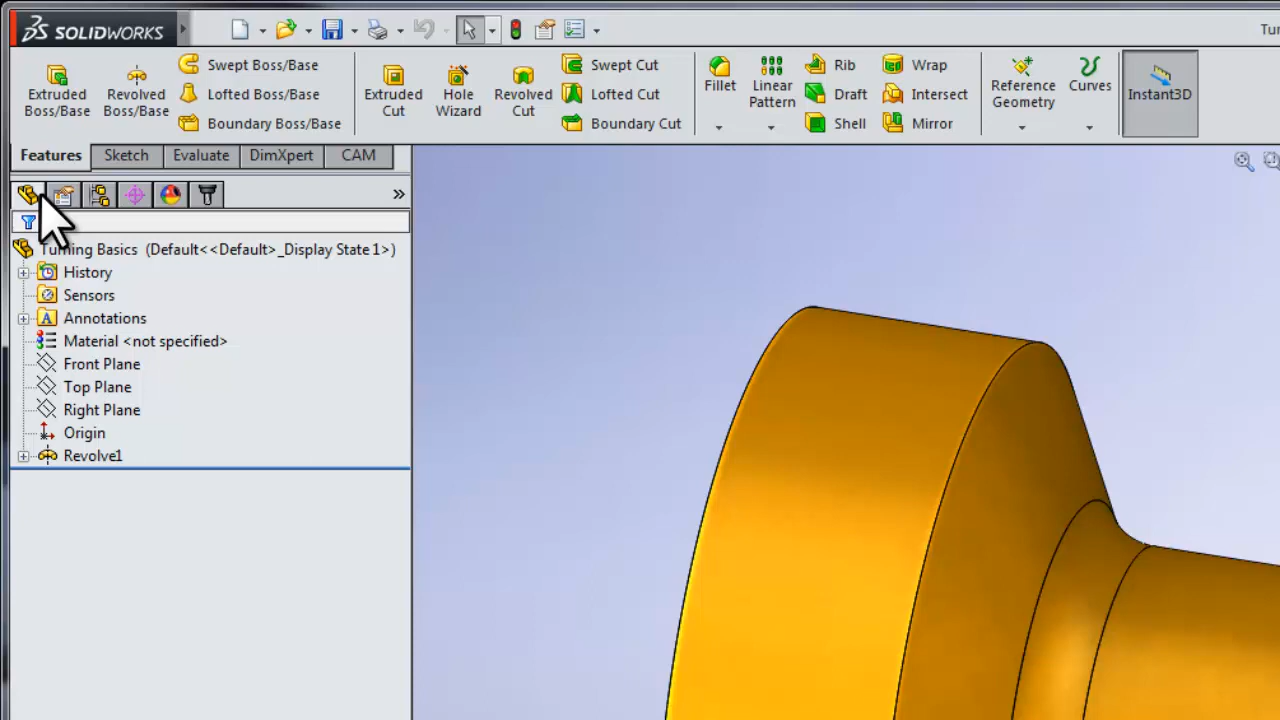 SOLIDWORKS
Tur
Extruded Boss/Base
Revolved Boss/Base
Swept Boss/Base
Lofted Boss/Base
Boundary Boss/Base
Extruded Cut
Hole Wizard
Revolved Cut
Swept Cut
Lofted Cut
Boundary Cut
Fillet
Linear Pattern
Rib
Draft
Shell
Wrap
Intersect
Mirror
Reference Geometry
Curves
Instant3D
Features
Sketch
Evaluate
DimXpert
CAM
Turning Basics (Default<<Default>_Display State 1>)
History
Sensors
Annotations
Material <not specified>
Front Plane
Top Plane
Right Plane
Origin
Revolve1